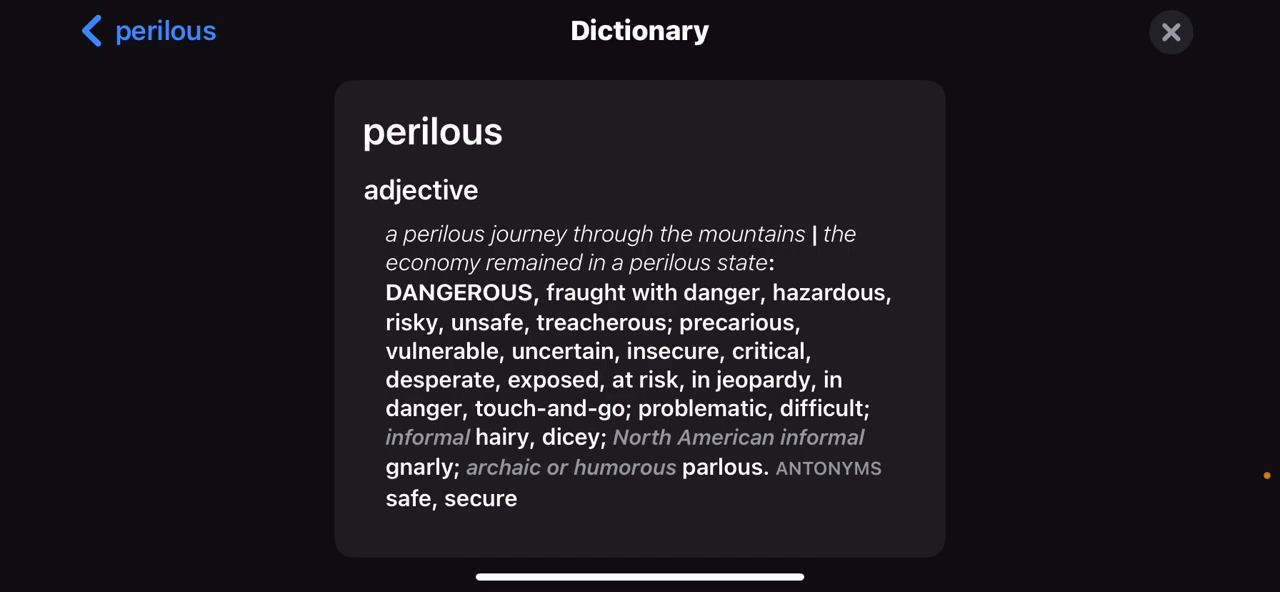 perilous
Dictionary
perilous
adjective
a perilous journey through the mountains | the
economy remained in a perilous state:
DANGEROUS, fraught with danger, hazardous,
risky, unsafe, treacherous; precarious,
vulnerable, uncertain, insecure, critical,
desperate, exposed, at risk, in jeopardy, in
danger, touch-and-go; problematic, difficult;
informal hairy, dicey; North American informal
gnarly; archaic or humorous parlous. ANTONYMS
safe, secure